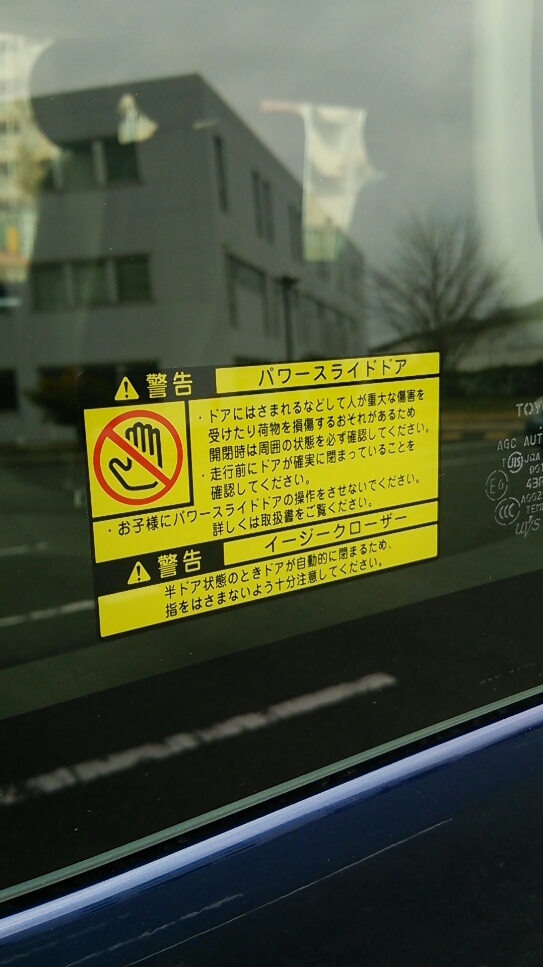 警告 パワースライドドア
・ドアにはさまれるなどして人が重大な傷害を
受けたり荷物を損傷するおそれがあるため
開閉時は周囲の状態を必ず確認してください。
・走行前にドアが確実に閉まっていることを
確認してください。
・お子様にパワースライドドアの操作をさせないでください。
詳しくは取扱書をご覧ください。
警告 イージークローザー
半ドア状態のときドアが自動的に閉まるため、
指をはさまないよう十分注意してください。
TOY
AGC AUT
JIS
E6
43R
CCC